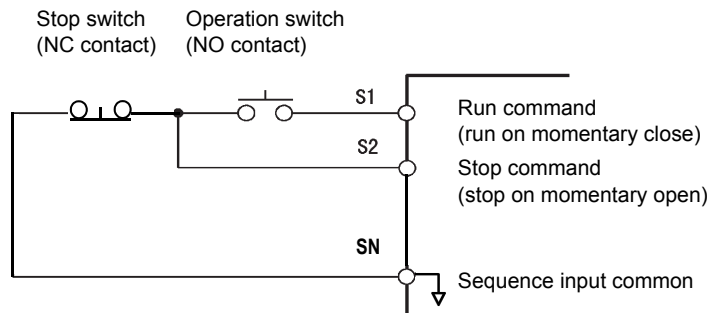 Stop switch
(NC contact)
Operation switch
(NO contact)
S1
Run command
(run on momentary close)
S2
Stop command
(stop on momentary open)
SN
Sequence input common